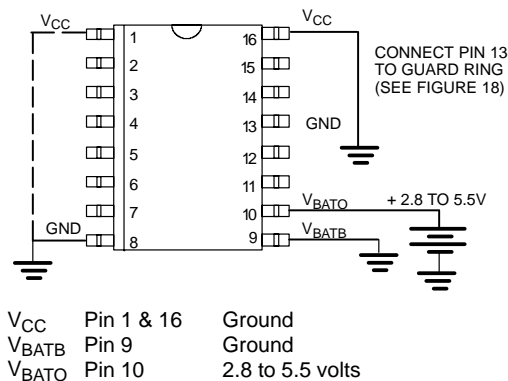 VCC
VCC
1
16
2
15
3
14
4
13
5
12
6
11
7
10
8
9
CONNECT PIN 13
TO GUARD RING
(SEE FIGURE 18)
GND
VBATO
+ 2.8 TO 5.5V
GND
VBATB
VCC Pin 1 & 16 Ground
VBATB Pin 9 Ground
VBATO Pin 10 2.8 to 5.5 volts